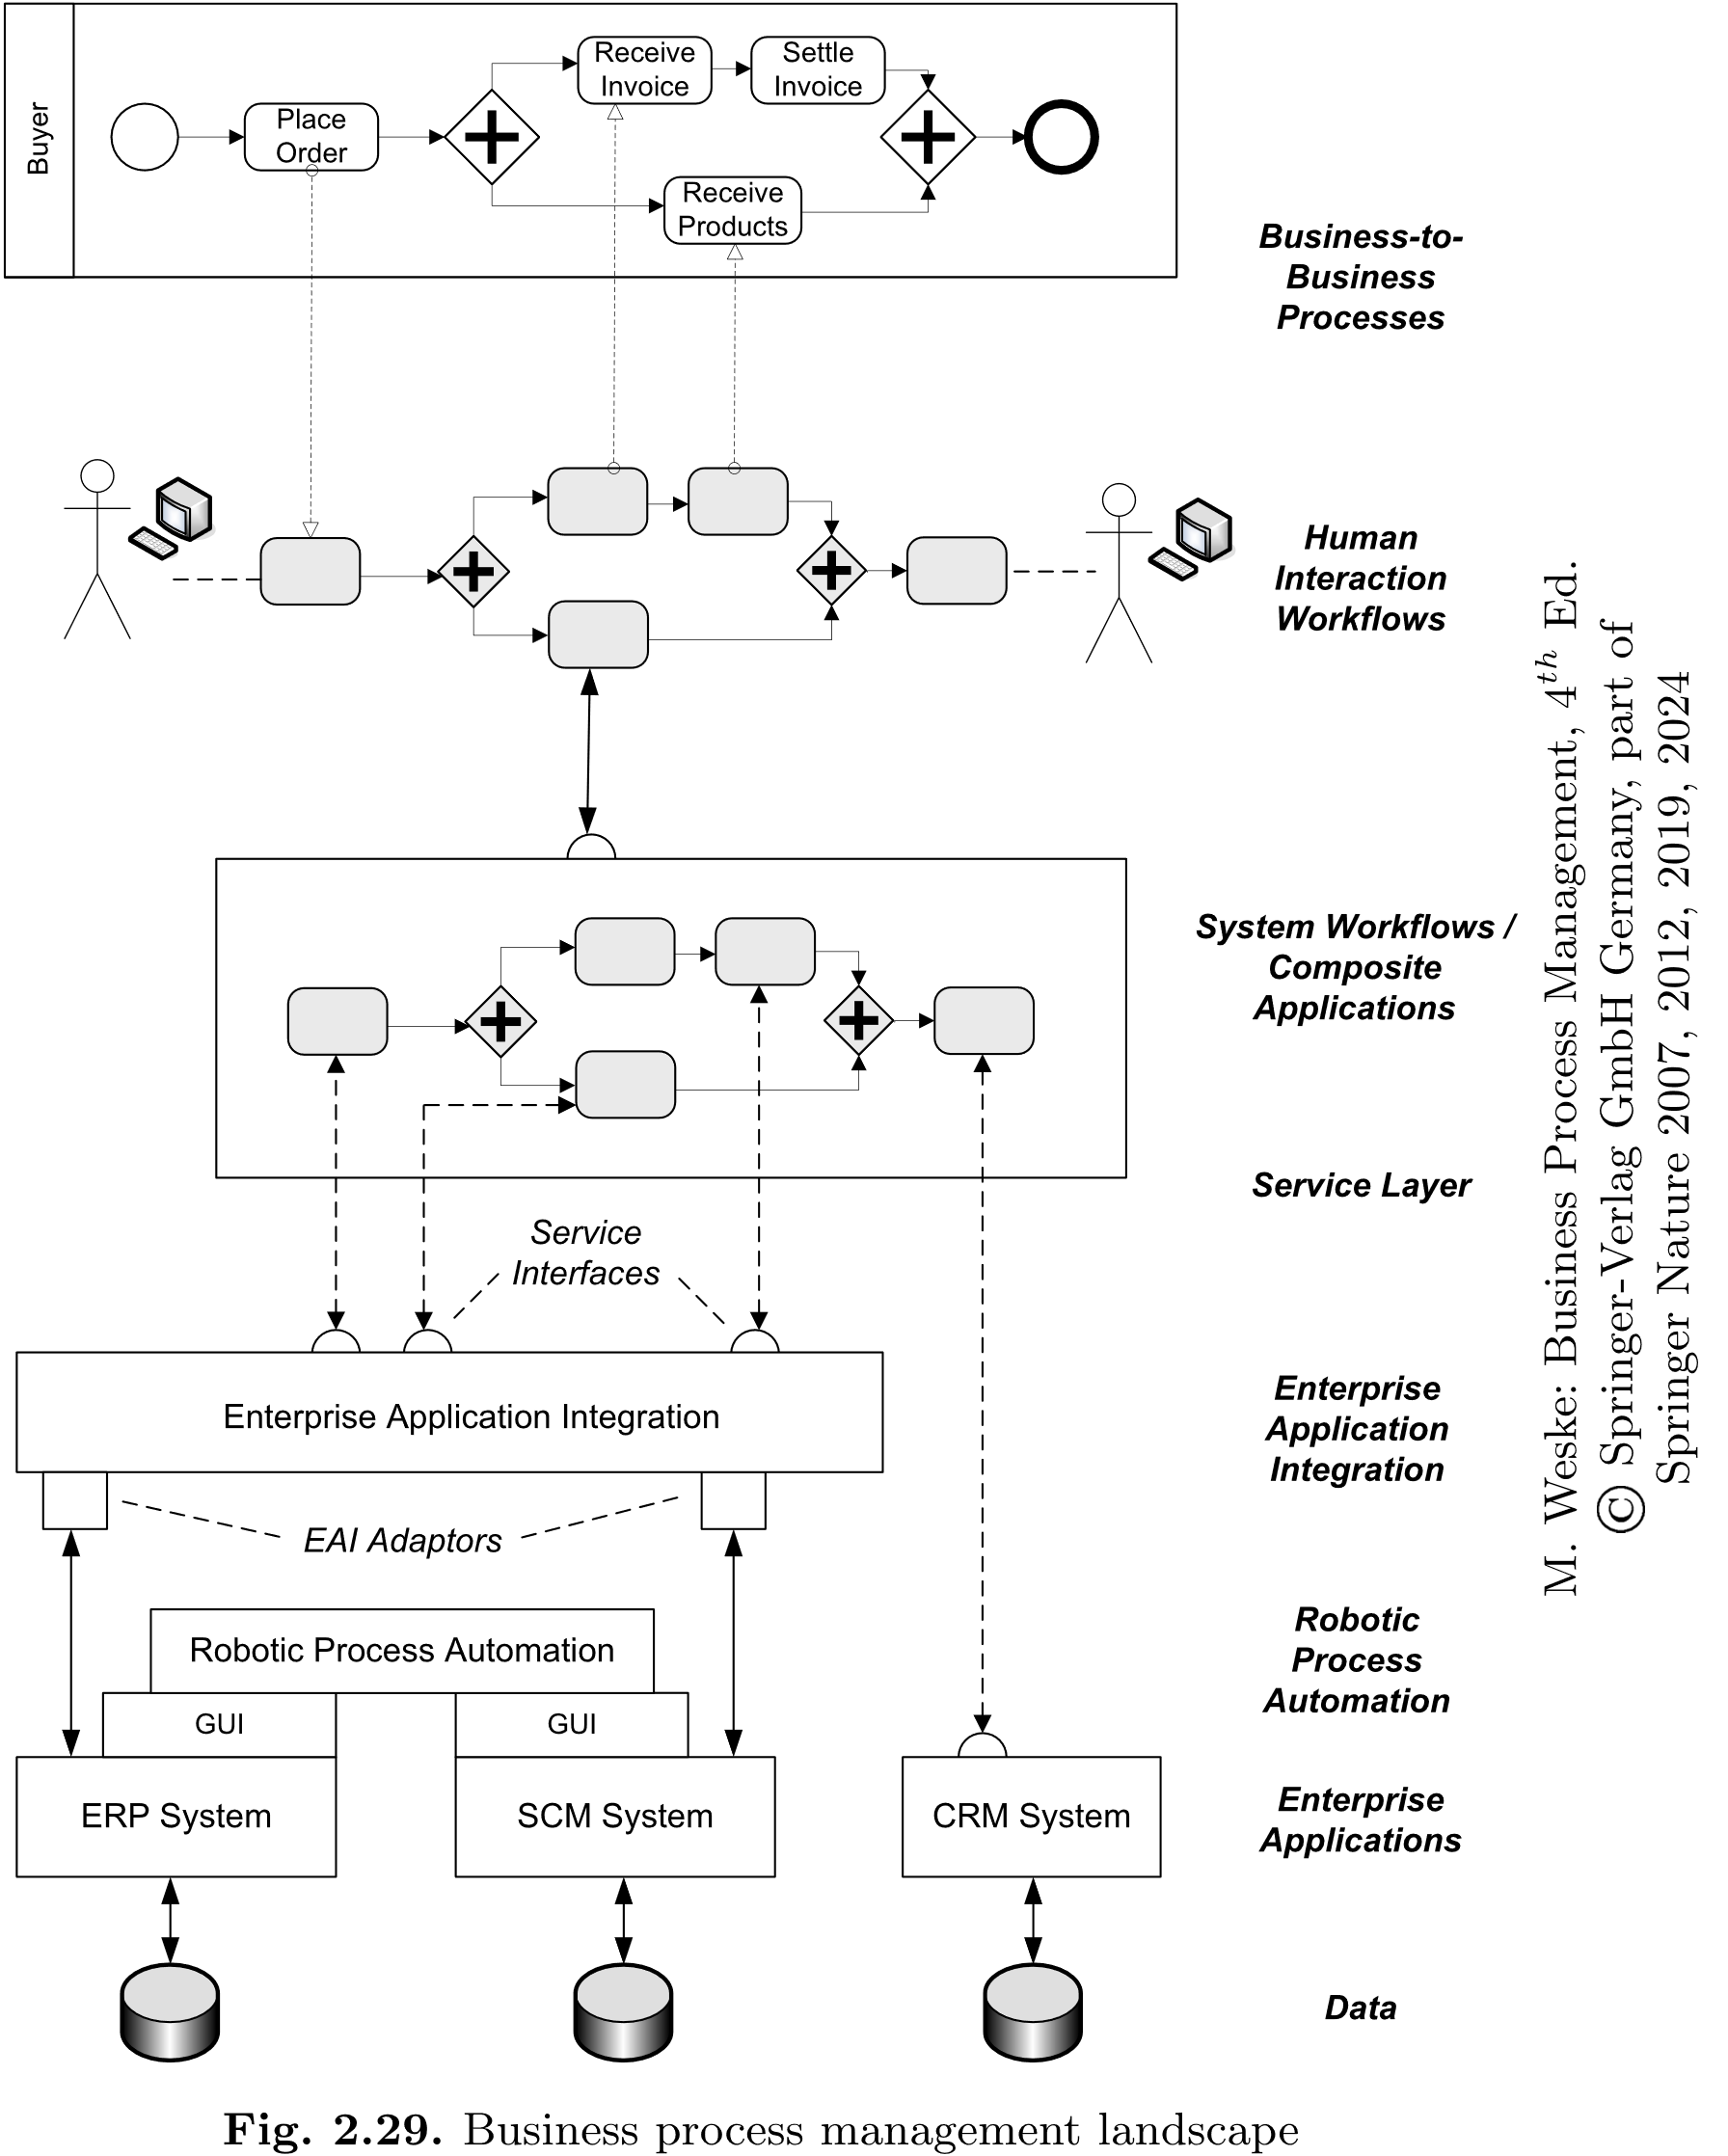 Buyer
Place
Order
Receive
Invoice
Settle
Invoice
Receive
Products
Business-to-
Business
Processes
Human
Interaction
Workflows
System Workflows /
Composite
Applications
Service Layer
Service
Interfaces
Enterprise Application Integration
Enterprise
Application
Integration
EAI Adaptors
Robotic Process Automation
Robotic
Process
Automation
GUI
GUI
ERP System
SCM System
CRM System
Enterprise
Applications
Data
M. Weske: Business Process Management, 4th Ed.
© Springer-Verlag GmbH Germany, part of
Springer Nature 2007, 2012, 2019, 2024
Fig. 2.29. Business process management landscape